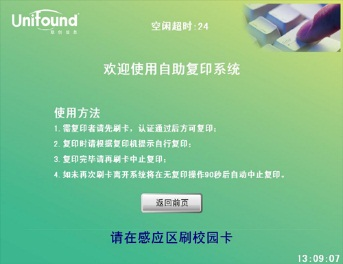 Unifound
空闲超时:24
欢迎使用自助复印系统
使用方法
1.需复印者请先刷卡，认证通过后方可复印;
2.复印时请根据复印机提示自行复印;
3.复印完毕请再刷卡中止复印;
4.如未再次刷卡离开系统将在无复印操作90秒后自动中止复印。
返回前页
请在感应区刷校园卡
13:09:07